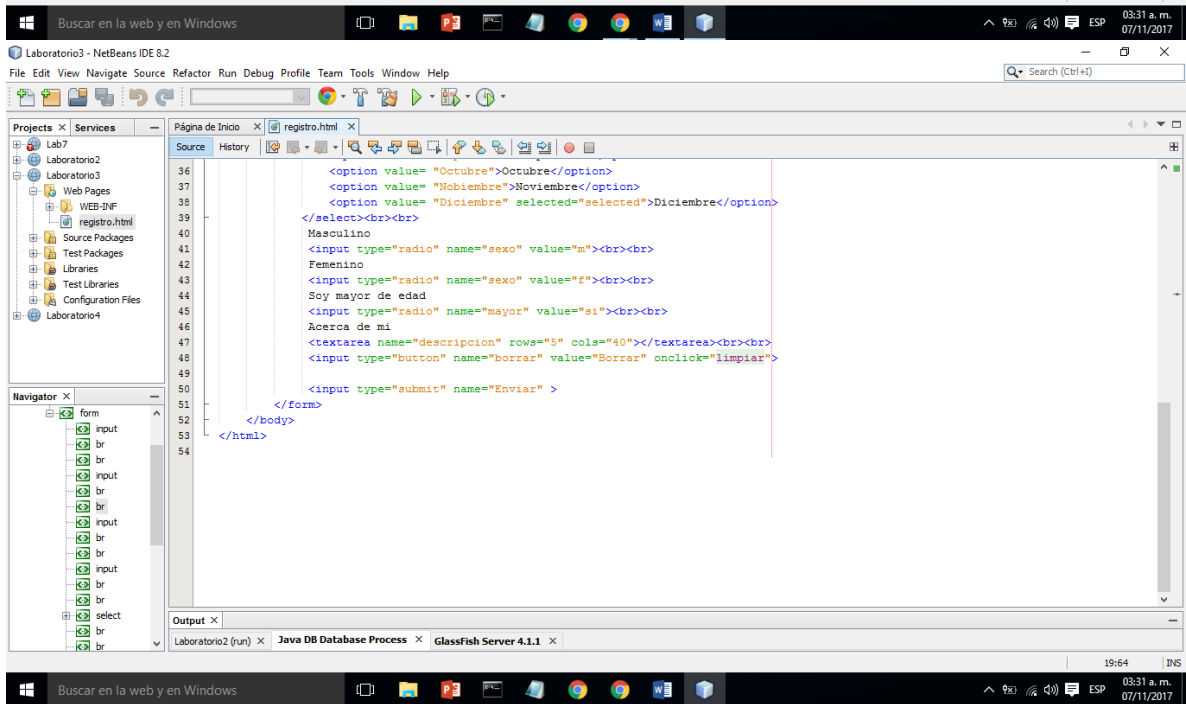 Buscar en la web y en Windows
ESP
03:31 a. m.
07/11/2017
Laboratorio3 - NetBeans IDE 8.2
File Edit View Navigate Source Refactor Run Debug Profile Team Tools Window Help
Search (Ctrl+I)
Projects × Services
Página de Inicio × registro.html ×
Source History
Lab7
Laboratorio2
Laboratorio3
Web Pages
WEB-INF
registro.html
Source Packages
Test Packages
Libraries
Test Libraries
Configuration Files
Laboratorio4
36 <option value= "Octubre">Octubre</option>
37 <option value= "Nobiembre">Noviembre</option>
38 <option value= "Diciembre" selected="selected">Diciembre</option>
39 </select><br><br>
40 Masculino
41 <input type="radio" name="sexo" value="m"><br><br>
42 Femenino
43 <input type="radio" name="sexo" value="f"><br><br>
44 Soy mayor de edad
45 <input type="radio" name="mayor" value="si"><br><br>
46 Acerca de mi
47 <textarea name="descripcion" rows="5" cols="40"></textarea><br><br>
48 <input type="button" name="borrar" value="Borrar" onclick="limpiar">
49
50 <input type="submit" name="Enviar" >
51 </form>
52 </body>
53 </html>
54
Navigator ×
form
input
br
br
input
br
br
input
br
br
input
br
br
select
br
br
Output ×
Laboratorio2 (run) × Java DB Database Process × GlassFish Server 4.1.1 ×
19:64 INS
Buscar en la web y en Windows
ESP
03:31 a. m.
07/11/2017